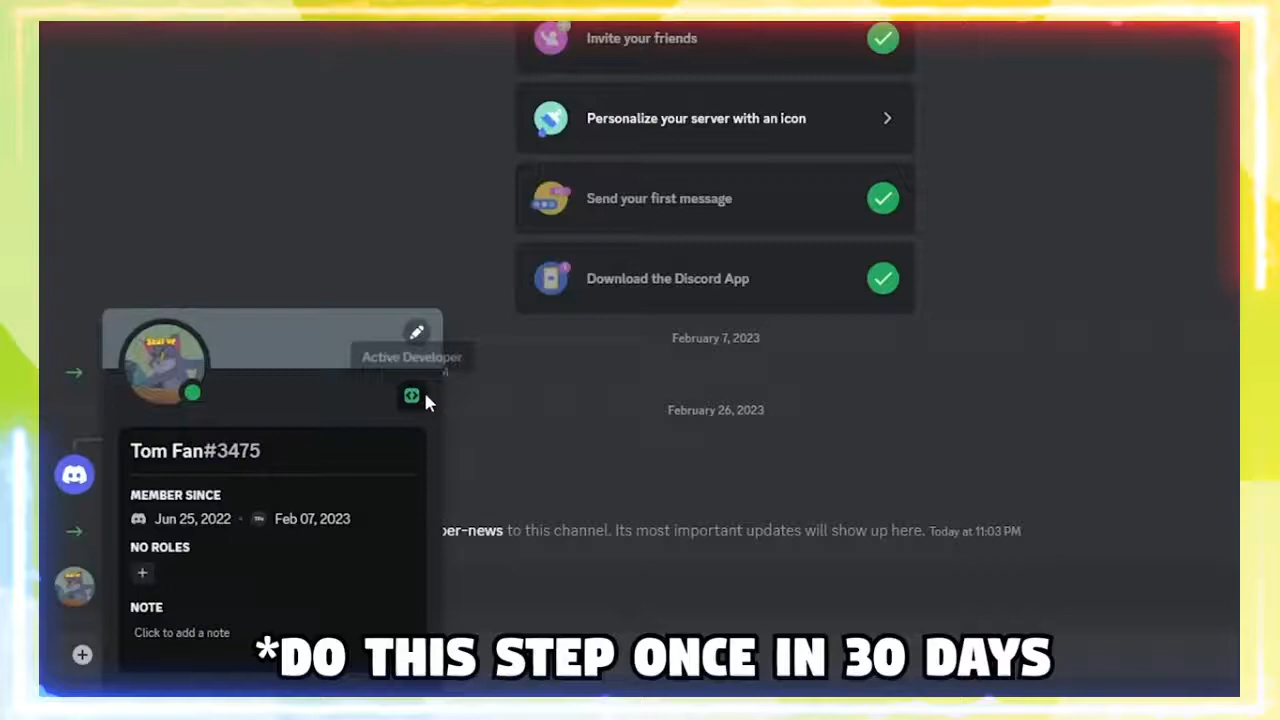 Invite your friends
Personalize your server with an icon
Send your first message
Download the Discord App
February 7, 2023
Active Developer
February 26, 2023
Tom Fan#3475
MEMBER SINCE
Jun 25, 2022 · Feb 07, 2023
ber-news to this channel. Its most important updates will show up here. Today at 11:03 PM
NO ROLES
+
NOTE
Click to add a note
*DO THIS STEP ONCE IN 30 DAYS